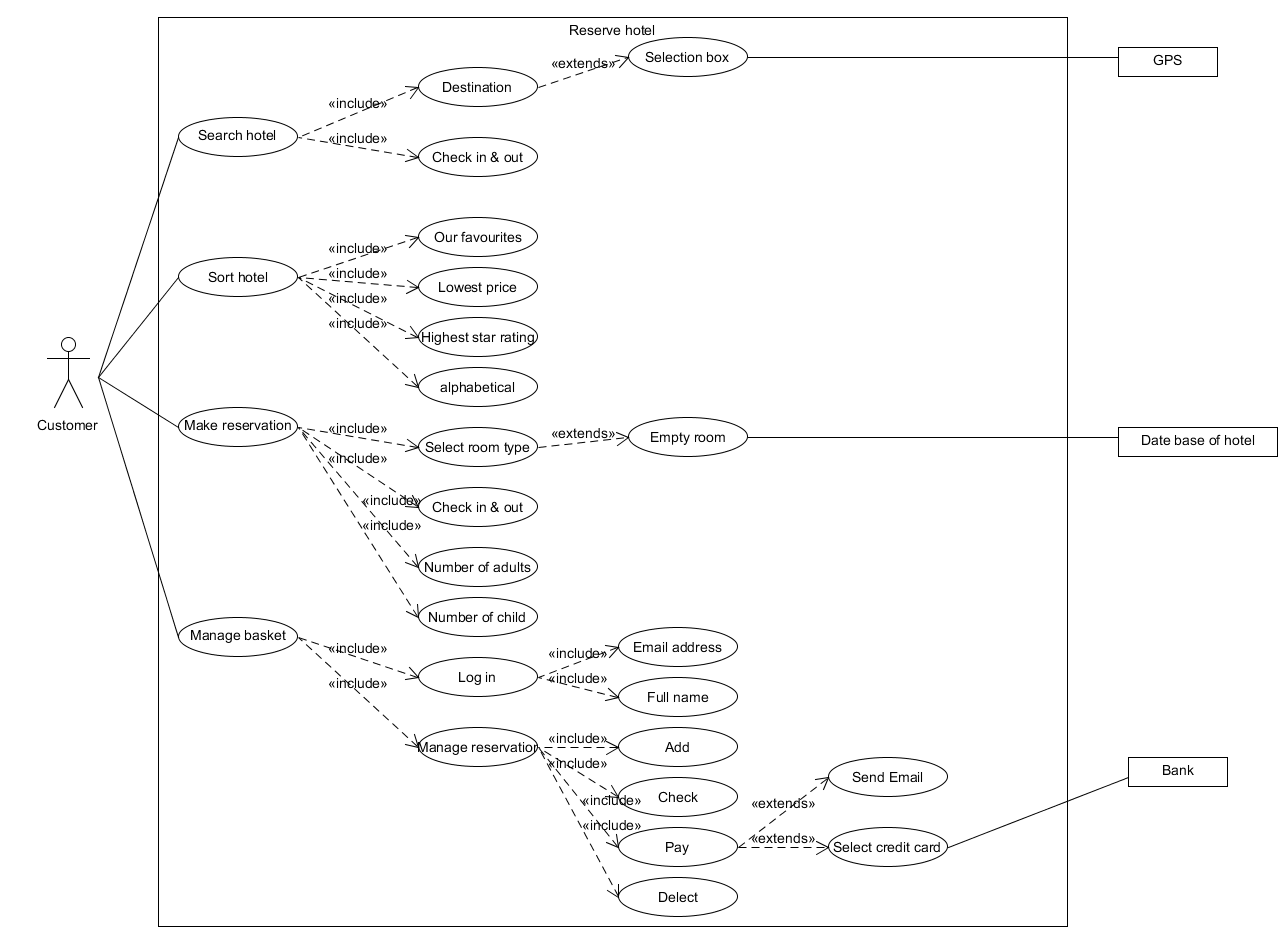 Reserve hotel
Selection box
GPS
«extends»
Destination
«include»
Search hotel
«include»
Check in & out
Our favourites
«include»
Sort hotel
«include»
Lowest price
«include»
«include»
Highest star rating
alphabetical
Customer
Make reservation
«include»
Select room type
«extends»
Empty room
Date base of hotel
«include»
Check in & out
«include»
«include»
Number of adults
Number of child
Manage basket
«include»
Log in
«include»
Email address
«include»
Full name
«include»
Manage reservation
«include»
Add
«include»
Check
«include»
«include»
Pay
Delect
«extends»
Send Email
«extends»
Select credit card
Bank